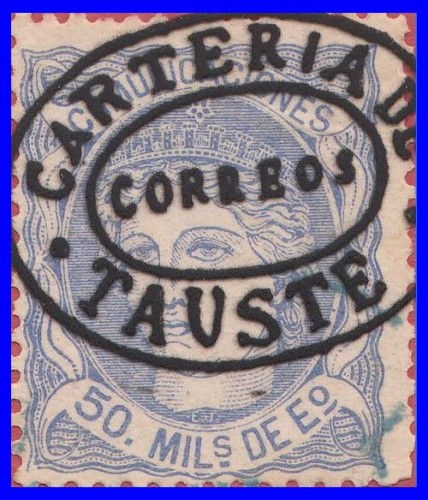 COMUNICACIONES
CARTERIA DE
CORREOS
TAUSTE
50. MILS DE Eº